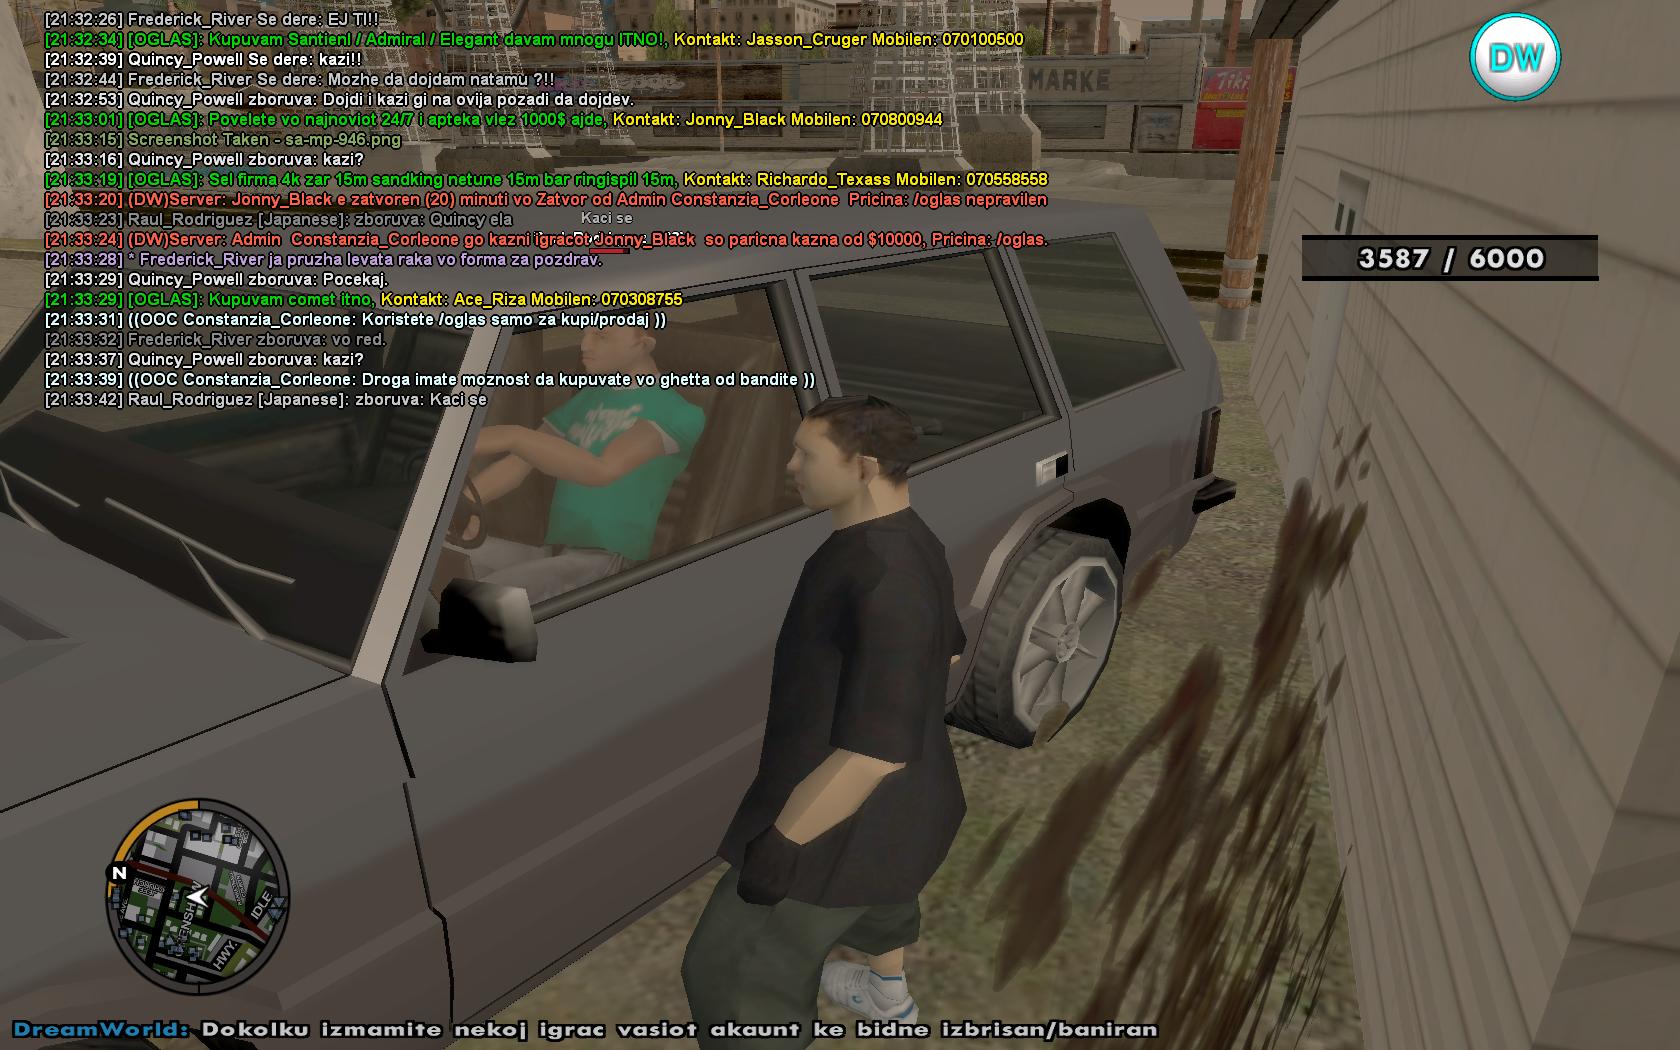 [21:32:26] Frederick_River Se dere: EJ TI!!
[21:32:34] [OGLAS]: Kupuvam Santienl / Admiral / Elegant davam mnogu ITNO!, Kontakt: Jasson_Cruger Mobilen: 070100500
[21:32:39] Quincy_Powell Se dere: kazi!!
[21:32:44] Frederick_River Se dere: Mozhe da dojdam natamu ?!!
[21:32:53] Quincy_Powell zboruva: Dojdi i kazi gi na ovija pozadi da dojdev.
[21:33:01] [OGLAS]: Povelete vo najnoviot 24/7 i apteka vlez 1000$ ajde, Kontakt: Jonny_Black Mobilen: 070800944
[21:33:15] Screenshot Taken - sa-mp-946.png
[21:33:16] Quincy_Powell zboruva: kazi?
[21:33:19] [OGLAS]: Sel firma 4k zar 15m sandking netune 15m bar ringispil 15m, Kontakt: Richardo_Texass Mobilen: 070558558
[21:33:20] (DW)Server: Jonny_Black e zatvoren (20) minuti vo Zatvor od Admin Constanzia_Corleone  Pricina: /oglas nepravilen
[21:33:23] Raul_Rodriguez [Japanese]: zboruva: Quincy ela
[21:33:24] (DW)Server: Admin  Constanzia_Corleone go kazni igracot Jonny_Black  so paricna kazna od $10000, Pricina: /oglas.
[21:33:28] * Frederick_River ja pruzha levata raka vo forma za pozdrav.
[21:33:29] Quincy_Powell zboruva: Pocekaj.
[21:33:29] [OGLAS]: Kupuvam comet itno, Kontakt: Ace_Riza Mobilen: 070308755
[21:33:31] ((OOC Constanzia_Corleone: Koristete /oglas samo za kupi/prodaj ))
[21:33:32] Frederick_River zboruva: vo red.
[21:33:37] Quincy_Powell zboruva: kazi?
[21:33:39] ((OOC Constanzia_Corleone: Droga imate moznost da kupuvate vo ghetta od bandite ))
[21:33:42] Raul_Rodriguez [Japanese]: zboruva: Kaci se
Kaci se
DW
MARKE
3587 / 6000
N
IDLE
HWY.
DreamWorld: Dokolku izmamite nekoj igrac vasiot akaunt ke bidne izbrisan/baniran